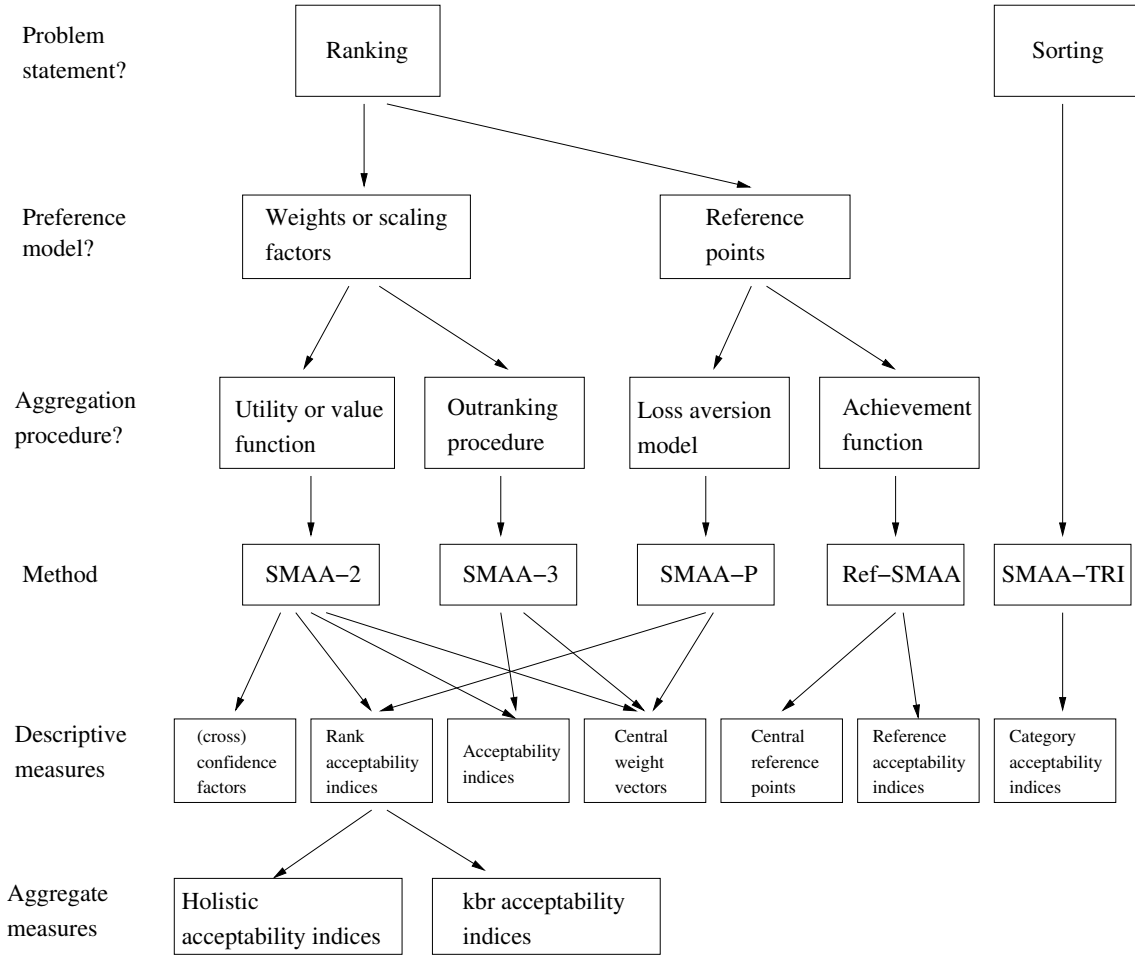 Problem
statement?
Ranking
Sorting
Preference
model?
Weights or scaling
factors
Reference
points
Aggregation
procedure?
Utility or value
function
Outranking
procedure
Loss aversion
model
Achievement
function
Method
SMAA−2
SMAA−3
SMAA−P
Ref−SMAA
SMAA−TRI
Descriptive
measures
(cross)
confidence
factors
Rank
acceptability
indices
Acceptability
indices
Central
weight
vectors
Central
reference
points
Reference
acceptability
indices
Category
acceptability
indices
Aggregate
measures
Holistic
acceptability indices
kbr acceptability
indices